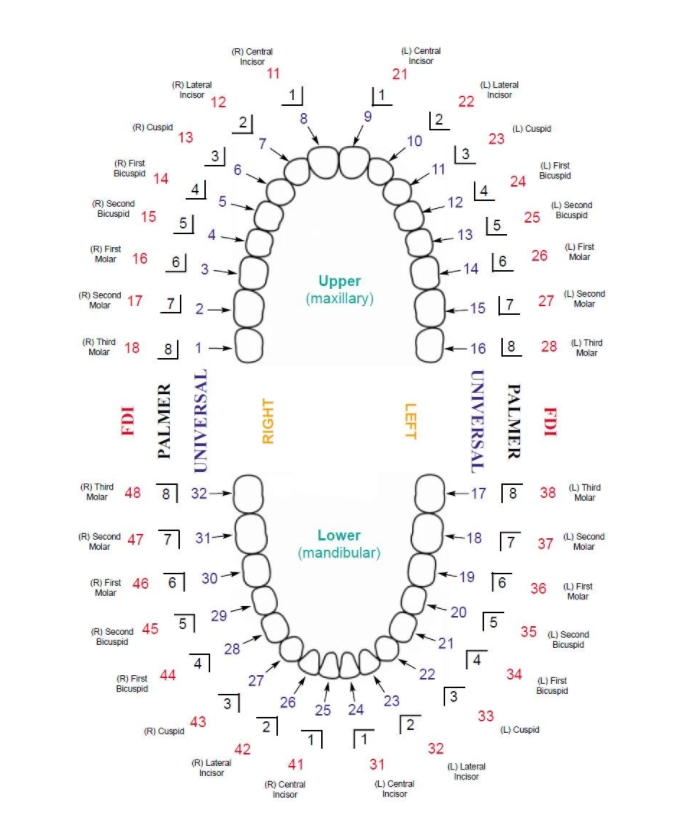 (R) Central
Incisor
11
1
8
(L) Central
Incisor
21
1
9
(R) Lateral
Incisor
12
2
7
(L) Lateral
Incisor
22
2
10
(R) Cuspid
13
3
6
23
(L) Cuspid
3
11
(R) First
Bicuspid
14
4
5
(L) First
Bicuspid
24
4
12
(R) Second
Bicuspid
15
5
4
(L) Second
Bicuspid
25
5
13
(R) First
Molar
16
6
3
14
6
26
(L) First
Molar
Upper
(maxillary)
(R) Second
Molar
17
7
2
15
7
27
(L) Second
Molar
(R) Third
Molar
18
8
1
16
8
28
(L) Third
Molar
FDI
PALMER
UNIVERSAL
RIGHT
LEFT
UNIVERSAL
PALMER
FDI
(R) Third
Molar
48
8
32
17
8
38
(L) Third
Molar
(R) Second
Molar
47
7
31
Lower
(mandibular)
18
7
37
(L) Second
Molar
(R) First
Molar
46
6
30
19
6
36
(L) First
Molar
(R) Second
Bicuspid
45
5
29
20
5
35
(L) Second
Bicuspid
(R) First
Bicuspid
44
4
28
21
4
34
(L) First
Bicuspid
(R) Cuspid
43
3
27
22
3
33
(L) Cuspid
(R) Lateral
Incisor
42
2
26
23
2
32
(L) Lateral
Incisor
(R) Central
Incisor
41
1
25
24
1
31
(L) Central
Incisor